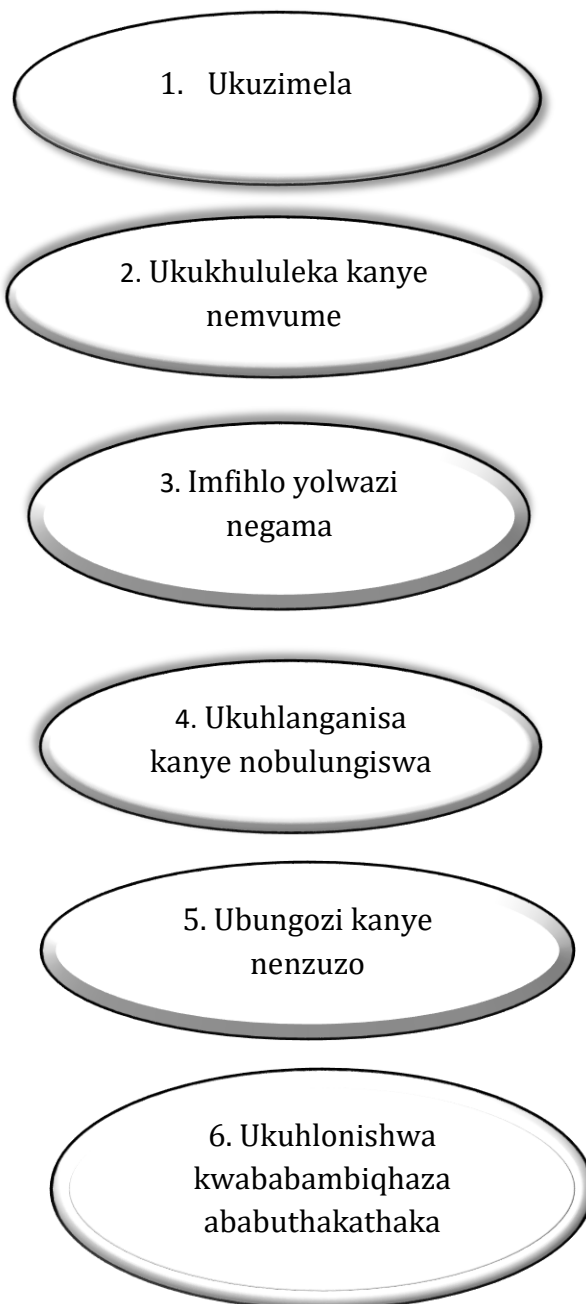 1. Ukuzimela
2. Ukukhululeka kanye
nemvume
3. Imfihlo yolwazi
negama
4. Ukuhlanganisa
kanye nobulungiswa
5. Ubungozi kanye
nenzuzo
6. Ukuhlonishwa
kwababambiqhaza
ababuthakathaka